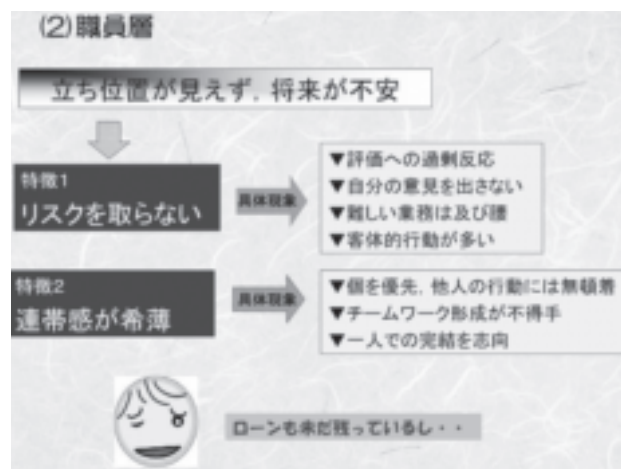 (2)職員層
立ち位置が見えず,将来が不安
特徴1
リスクを取らない
具体現象
▼評価への過剰反応
▼自分の意見を出さない
▼難しい業務は及び腰
▼客体的行動が多い
特徴2
連帯感が希薄
具体現象
▼個を優先,他人の行動には無頓着
▼チームワーク形成が不得手
▼一人での完結を志向
ローンも未だ残っているし・・